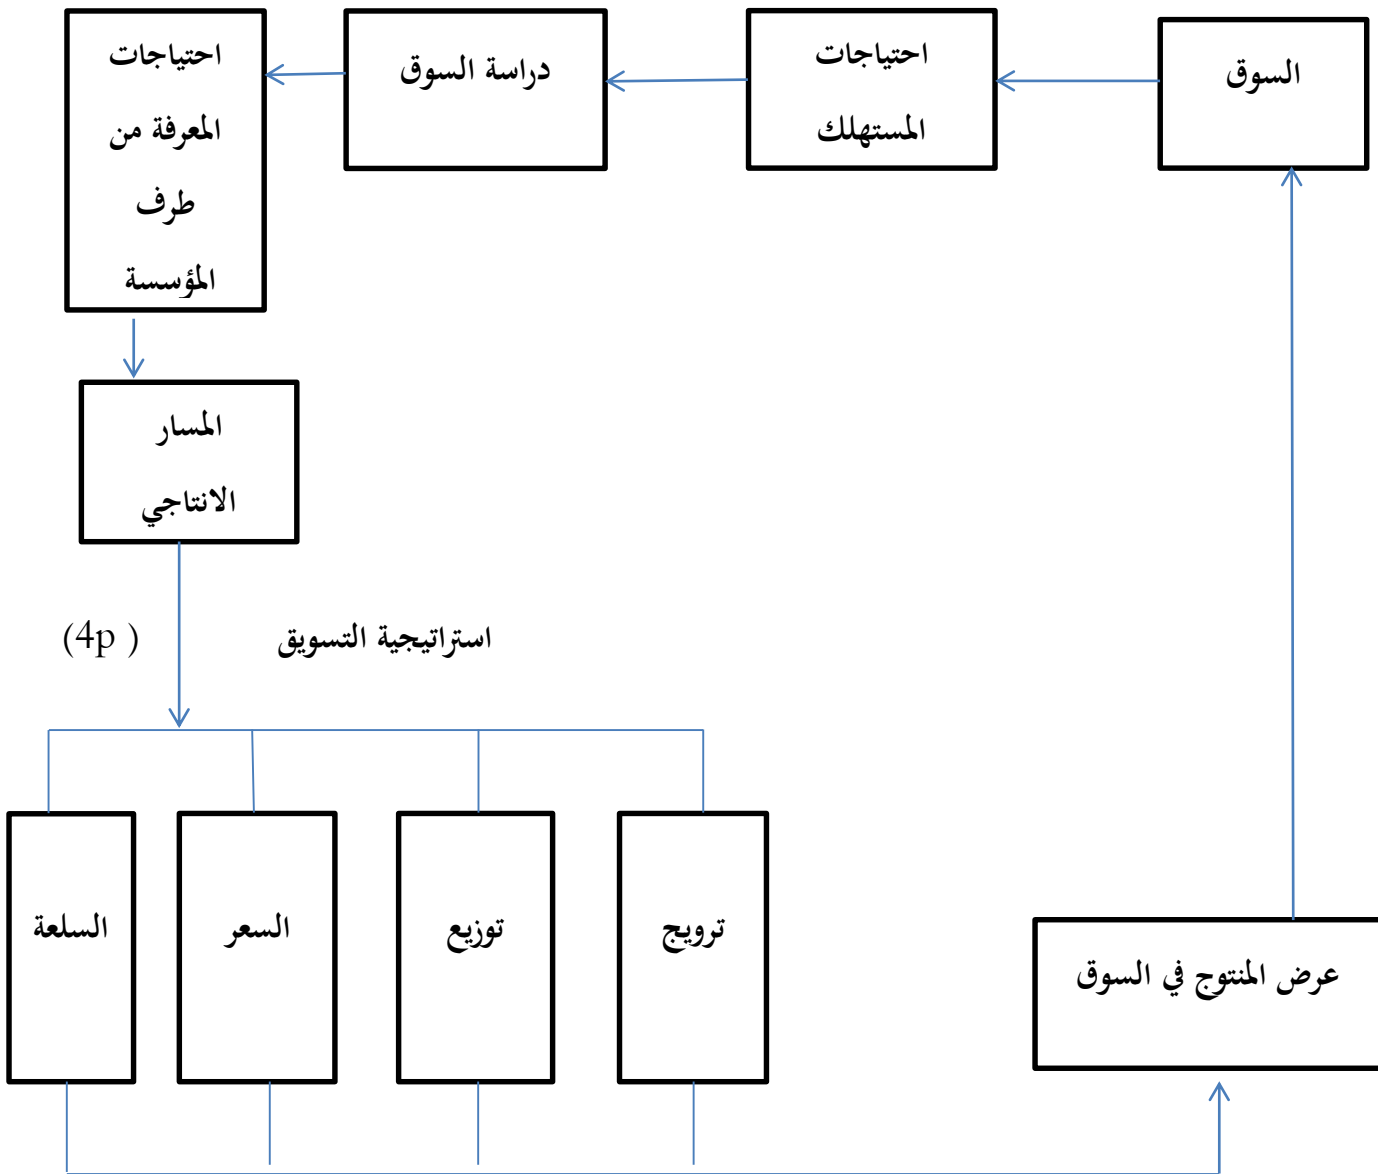 السوق
احتياجات
المستهلك
دراسة السوق
احتياجات
المعرفة من
طرف
المؤسسة
المسار
الانتاجي
استراتيجية التسويق (4p )
ترويج
توزيع
السعر
السلعة
عرض المنتوج في السوق